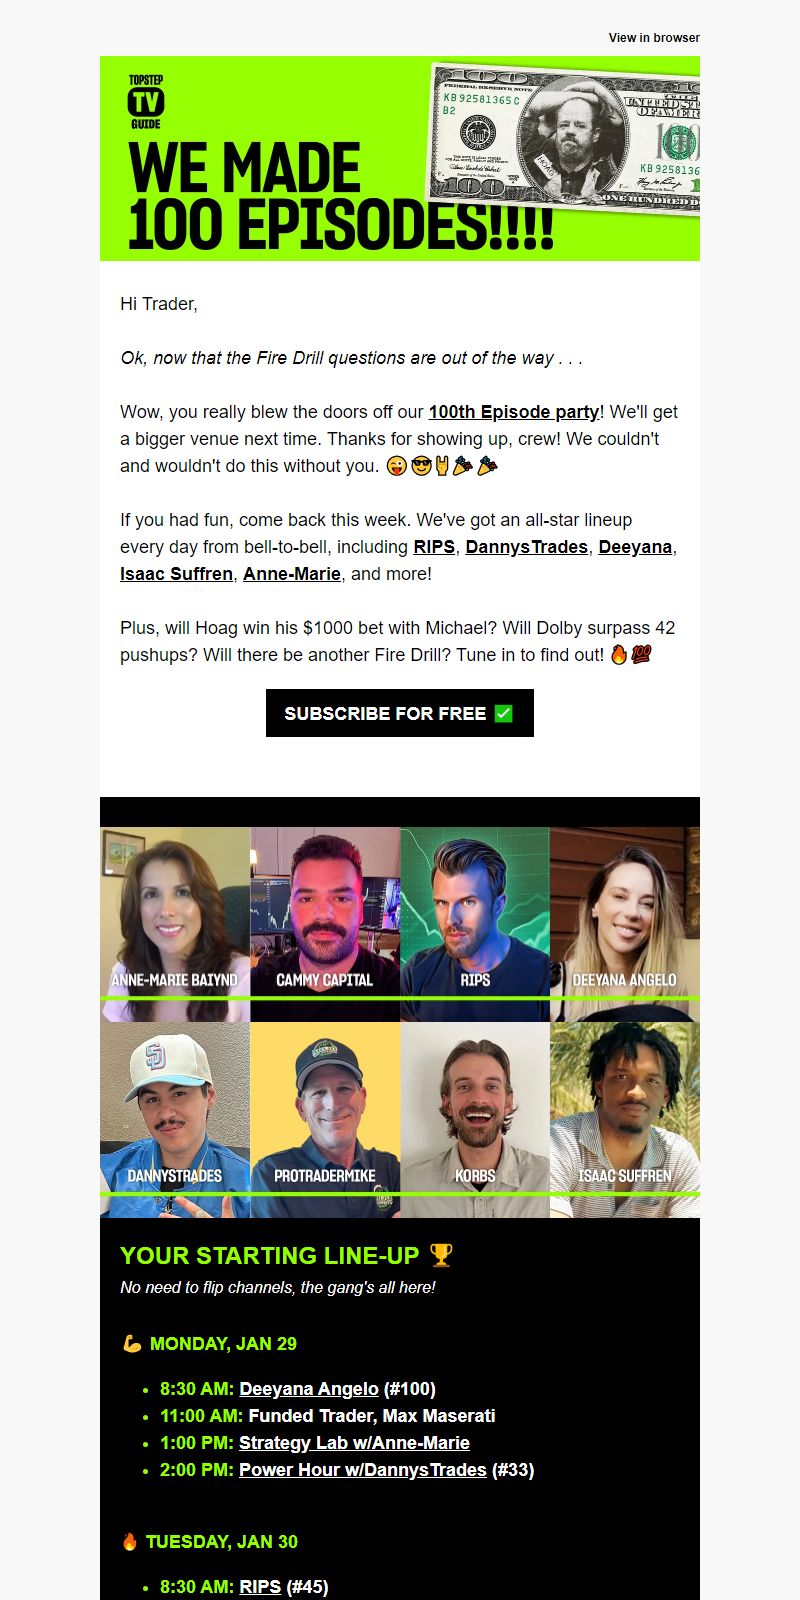 View in browser
TOPSTEP
TV
GUIDE
WE MADE
100 EPISODES!!!!
100
FEDERAL RESERVE NOTE
KB 92581365 C
B2
HOAG
100
100
KB 9258136
ONE HUNDRED D
Hi Trader,
Ok, now that the Fire Drill questions are out of the way . . .
Wow, you really blew the doors off our 100th Episode party! We'll get
a bigger venue next time. Thanks for showing up, crew! We couldn't
and wouldn't do this without you. 😜😎🤘🎉🎉
If you had fun, come back this week. We've got an all-star lineup
every day from bell-to-bell, including RIPS, DannysTrades, Deeyana,
Isaac Suffren, Anne-Marie, and more!
Plus, will Hoag win his $1000 bet with Michael? Will Dolby surpass 42
pushups? Will there be another Fire Drill? Tune in to find out! 🔥💯
SUBSCRIBE FOR FREE ✅
ANNE-MARIE BAIYND
CAMMY CAPITAL
RIPS
DEEYANA ANGELO
DANNYSTRADES
PROTRADERMIKE
KORBS
ISAAC SUFFREN
YOUR STARTING LINE-UP 🏆
No need to flip channels, the gang's all here!
💪 MONDAY, JAN 29
• 8:30 AM: Deeyana Angelo (#100)
• 11:00 AM: Funded Trader, Max Maserati
• 1:00 PM: Strategy Lab w/Anne-Marie
• 2:00 PM: Power Hour w/DannysTrades (#33)
🔥 TUESDAY, JAN 30
• 8:30 AM: RIPS (#45)